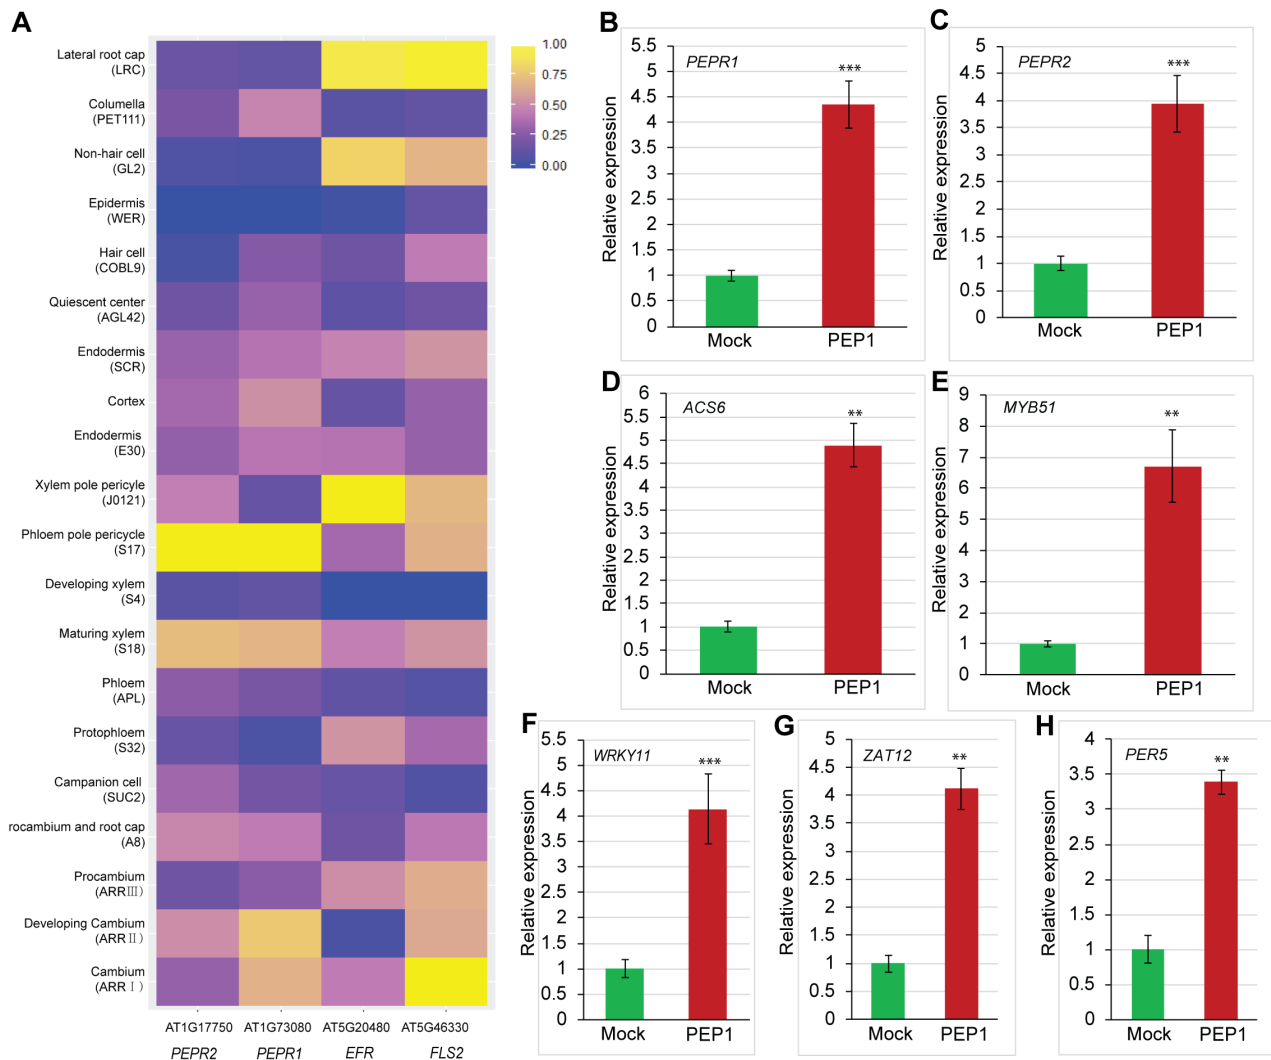 A
Lateral root cap
(LRC)
Columella
(PET111)
Non-hair cell
(GL2)
Epidermis
(WER)
Hair cell
(COBL9)
Quiescent center
(AGL42)
Endodermis
(SCR)
Cortex
Endodermis
(E30)
Xylem pole pericyle
(J0121)
Phloem pole pericycle
(S17)
Developing xylem
(S4)
Maturing xylem
(S18)
Phloem
(APL)
Protophloem
(S32)
Campanion cell
(SUC2)
rocambium and root cap
(A8)
Procambium
(ARRⅢ)
Developing Cambium
(ARRⅡ)
Cambium
(ARRⅠ)
AT1G17750 AT1G73080 AT5G20480 AT5G46330
PEPR2 PEPR1 EFR FLS2
1.00
0.75
0.50
0.25
0.00
B
PEPR1
Relative expression
5.5
5
4.5
4
3.5
3
2.5
2
1.5
1
0.5
0
***
Mock PEP1
C
PEPR2
Relative expression
5
4.5
4
3.5
3
2.5
2
1.5
1
0.5
0
***
Mock PEP1
D
ACS6
Relative expression
6
5.5
5
4.5
4
3.5
3
2.5
2
1.5
1
0.5
0
**
Mock PEP1
E
MYB51
Relative expression
9
8
7
6
5
4
3
2
1
0
**
Mock PEP1
F
WRKY11
Relative expression
5.5
5
4.5
4
3.5
3
2.5
2
1.5
1
0.5
0
***
Mock PEP1
G
ZAT12
Relative expression
5
4.5
4
3.5
3
2.5
2
1.5
1
0.5
0
**
Mock PEP1
H
PER5
Relative expression
4
3.5
3
2.5
2
1.5
1
0.5
0
**
Mock PEP1